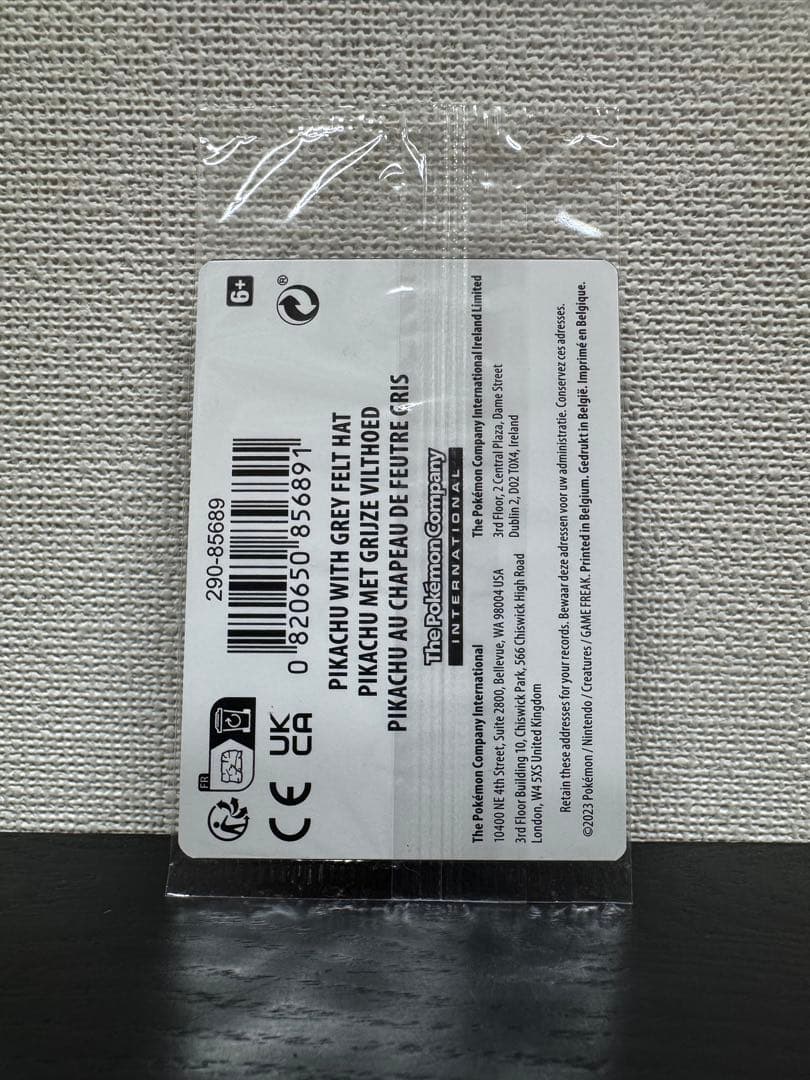 6+
®
FR
290-85689
0 820650 856891
CE
UK
CA
PIKACHU WITH GREY FELT HAT
PIKACHU MET GRIJZE VILTHOED
PIKACHU AU CHAPEAU DE FEUTRE GRIS
The Pokémon Company
INTERNATIONAL
The Pokémon Company International
10400 NE 4th Street, Suite 2800, Bellevue, WA 98004 USA
3rd Floor Building 10, Chiswick Park, 566 Chiswick High Road
London, W4 5XS United Kingdom
The Pokémon Company International Ireland Limited
3rd Floor, 2 Central Plaza, Dame Street
Dublin 2, D02 T0X4, Ireland
Retain these addresses for your records. Bewaar deze adressen voor uw administratie. Conservez ces adresses.
©2023 Pokémon / Nintendo / Creatures / GAME FREAK. Printed in Belgium. Gedrukt in België. Imprimé en Belgique.